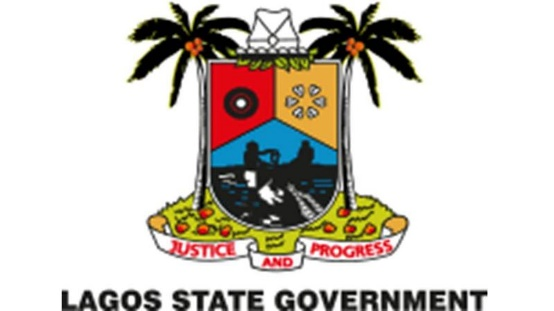 JUSTICE AND PROGRESS
LAGOS STATE GOVERNMENT